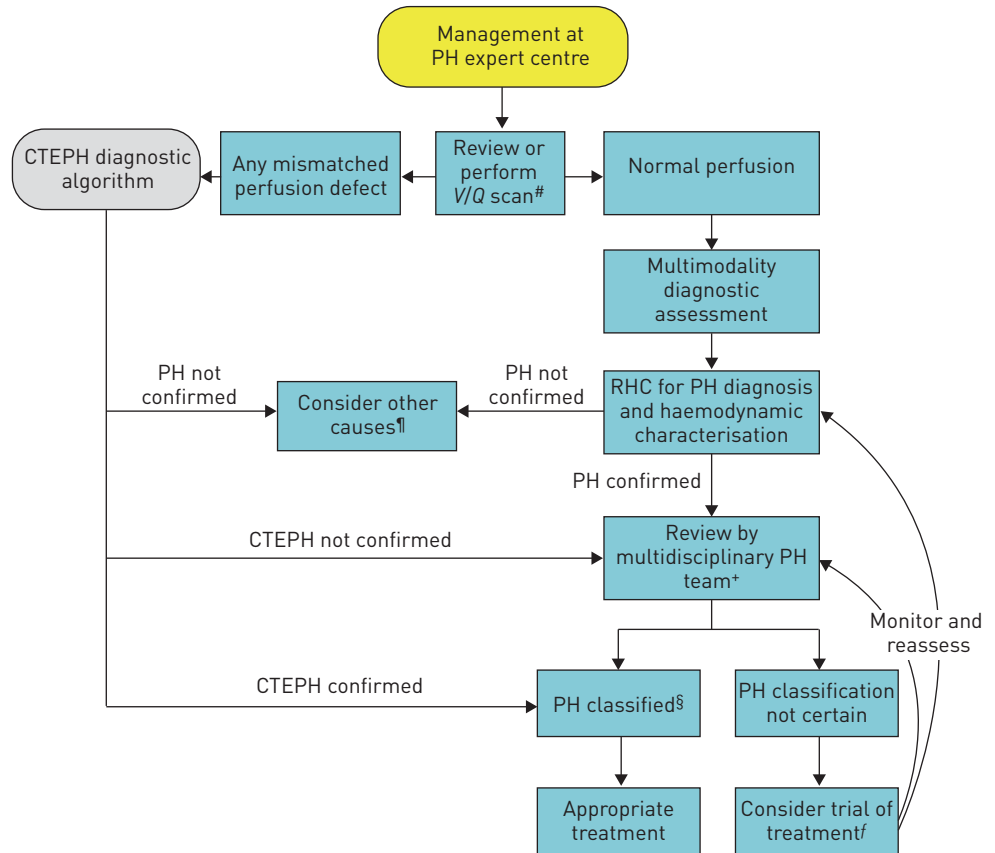 Management at
PH expert centre
CTEPH diagnostic
algorithm
Any mismatched
perfusion defect
Review or
perform
V/Q scan#
Normal perfusion
Multimodality
diagnostic
assessment
PH not
confirmed
Consider other
causes¶
PH not
confirmed
RHC for PH diagnosis
and haemodynamic
characterisation
PH confirmed
CTEPH not confirmed
Review by
multidisciplinary PH
team+
Monitor and
reassess
CTEPH confirmed
PH classified§
PH classification
not certain
Appropriate
treatment
Consider trial of
treatmentƒ